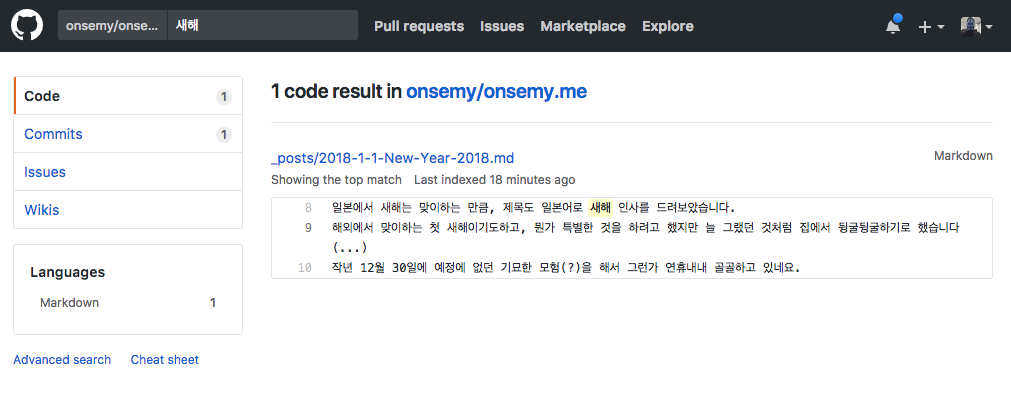 onsemy/onse... 새해 Pull requests Issues Marketplace Explore
Code 1
Commits 1
Issues
Wikis
Languages
Markdown 1
Advanced search Cheat sheet
1 code result in onsemy/onsemy.me
_posts/2018-1-1-New-Year-2018.md Markdown
Showing the top match Last indexed 18 minutes ago
8 일본에서 새해는 맞이하는 만큼, 제목도 일본어로 새해 인사를 드려보았습니다.
9 해외에서 맞이하는 첫 새해이기도하고, 뭔가 특별한 것을 하려고 했지만 늘 그랬던 것처럼 집에서 뒹굴뒹굴하기로 했습니다
(...)
10 작년 12월 30일에 예정에 없던 기묘한 모험(?)을 해서 그런가 연휴내내 골골하고 있네요.